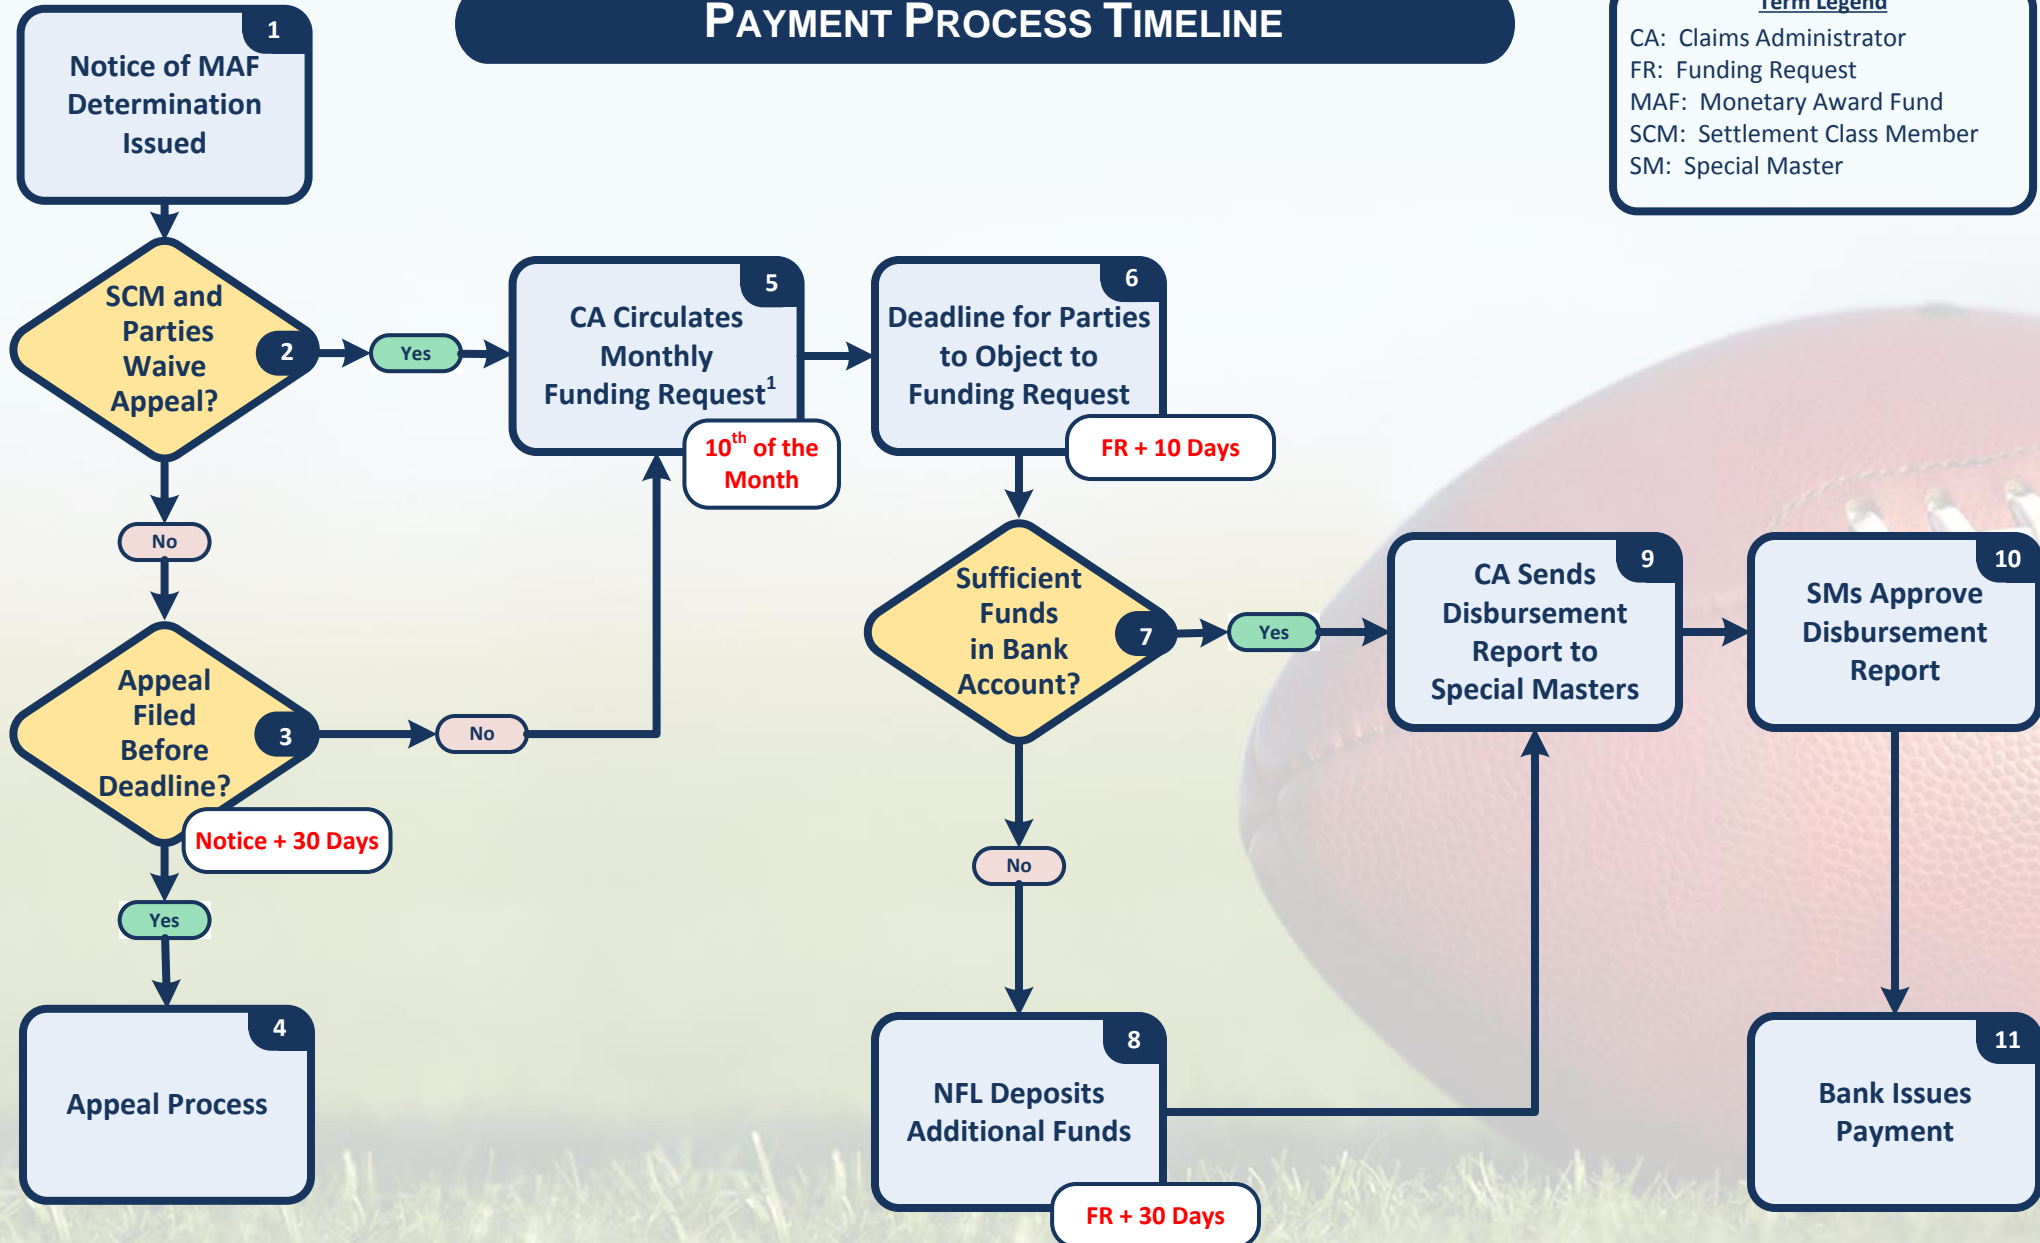 PAYMENT PROCESS TIMELINE
Term Legend
CA: Claims Administrator
FR: Funding Request
MAF: Monetary Award Fund
SCM: Settlement Class Member
SM: Special Master
1
Notice of MAF
Determination
Issued
SCM and
Parties
Waive
Appeal?
2
Yes
No
Appeal
Filed
Before
Deadline?
3
Notice + 30 Days
No
Yes
4
Appeal Process
5
CA Circulates
Monthly
Funding Request¹
10th of the
Month
6
Deadline for Parties
to Object to
Funding Request
FR + 10 Days
Sufficient
Funds
in Bank
Account?
7
Yes
No
8
NFL Deposits
Additional Funds
FR + 30 Days
9
CA Sends
Disbursement
Report to
Special Masters
10
SMs Approve
Disbursement
Report
11
Bank Issues
Payment